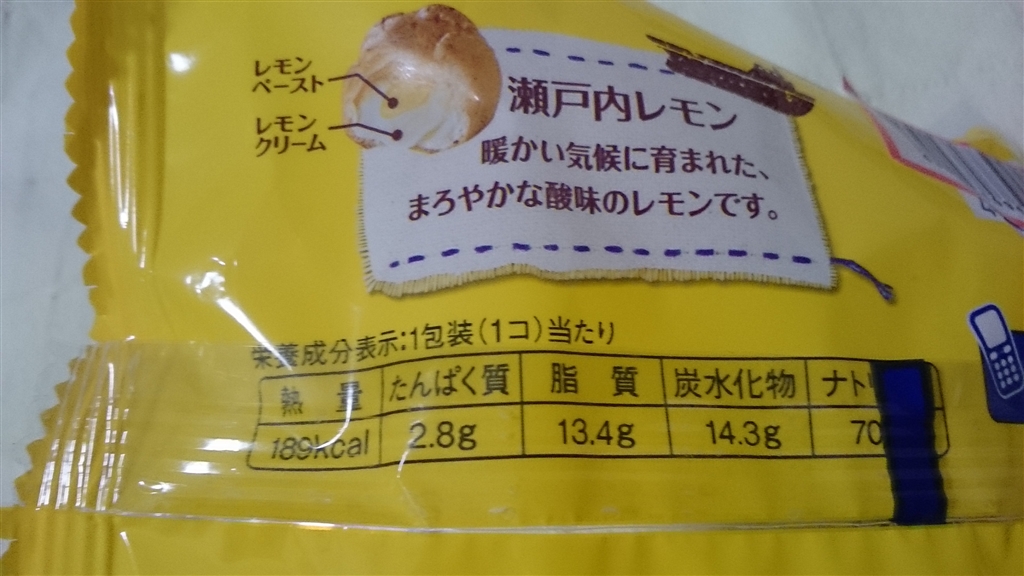 レモン
ペースト
レモン
クリーム
瀬戸内レモン
暖かい気候に育まれた、
まろやかな酸味のレモンです。
栄養成分表示:1包装(1コ)当たり
熱量 たんぱく質 脂質 炭水化物 ナト
189kcal 2.8g 13.4g 14.3g 70